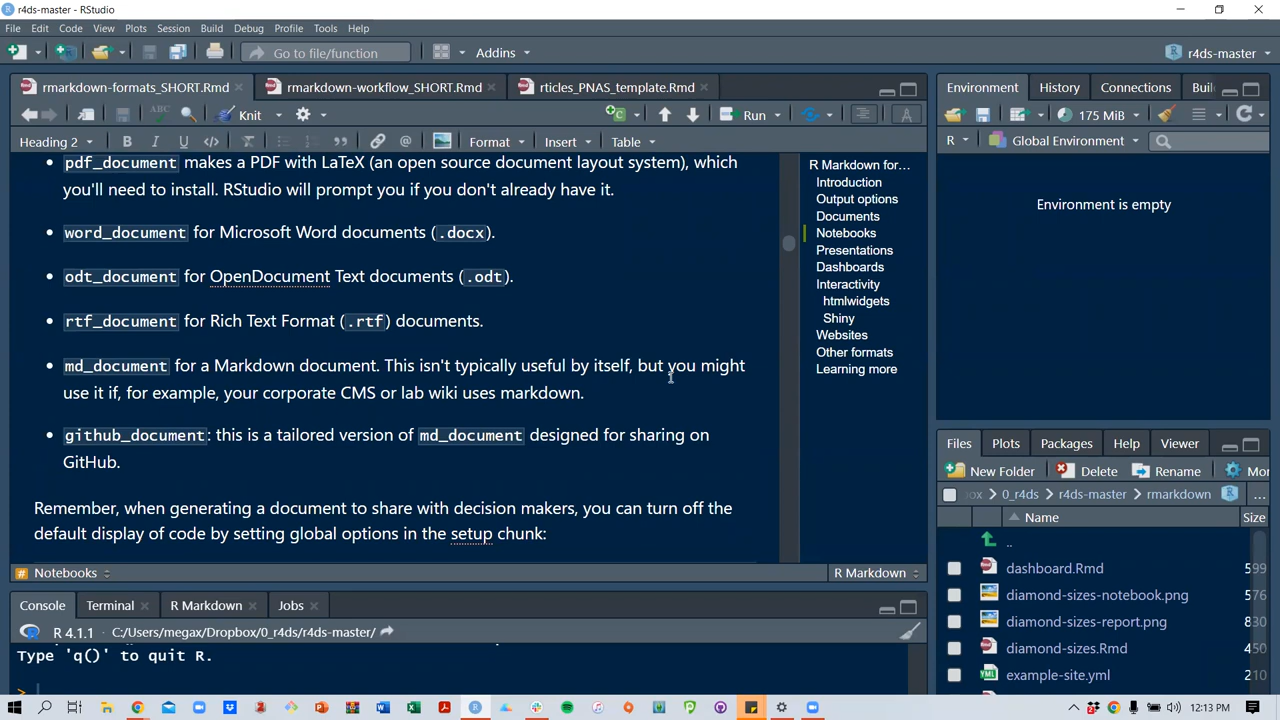 r4ds-master - RStudio
File Edit Code View Plots Session Build Debug Profile Tools Help
Go to file/function
Addins
r4ds-master
rmarkdown-formats_SHORT.Rmd
rmarkdown-workflow_SHORT.Rmd
rticles_PNAS_template.Rmd
Knit
Run
Heading 2
B I U
Format
Insert
Table
pdf_document makes a PDF with LaTeX (an open source document layout system), which
you'll need to install. RStudio will prompt you if you don't already have it.
word_document for Microsoft Word documents (.docx).
odt_document for OpenDocument Text documents (.odt).
rtf_document for Rich Text Format (.rtf) documents.
md_document for a Markdown document. This isn't typically useful by itself, but you might
use it if, for example, your corporate CMS or lab wiki uses markdown.
github_document: this is a tailored version of md_document designed for sharing on
GitHub.
Remember, when generating a document to share with decision makers, you can turn off the
default display of code by setting global options in the setup chunk:
R Markdown for...
Introduction
Output options
Documents
Notebooks
Presentations
Dashboards
Interactivity
htmlwidgets
Shiny
Websites
Other formats
Learning more
# Notebooks
R Markdown
Console Terminal R Markdown Jobs
R 4.1.1 C:/Users/megax/Dropbox/0_r4ds/r4ds-master/
Type 'q()' to quit R.
>
Environment History Connections Bui
175 MiB
R Global Environment
Environment is empty
Files Plots Packages Help Viewer
New Folder Delete Rename Mor
ox 0_r4ds r4ds-master rmarkdown ...
Name Size
..
dashboard.Rmd 599
diamond-sizes-notebook.png 576
diamond-sizes-report.png 830
diamond-sizes.Rmd 450
example-site.yml 210
12:13 PM